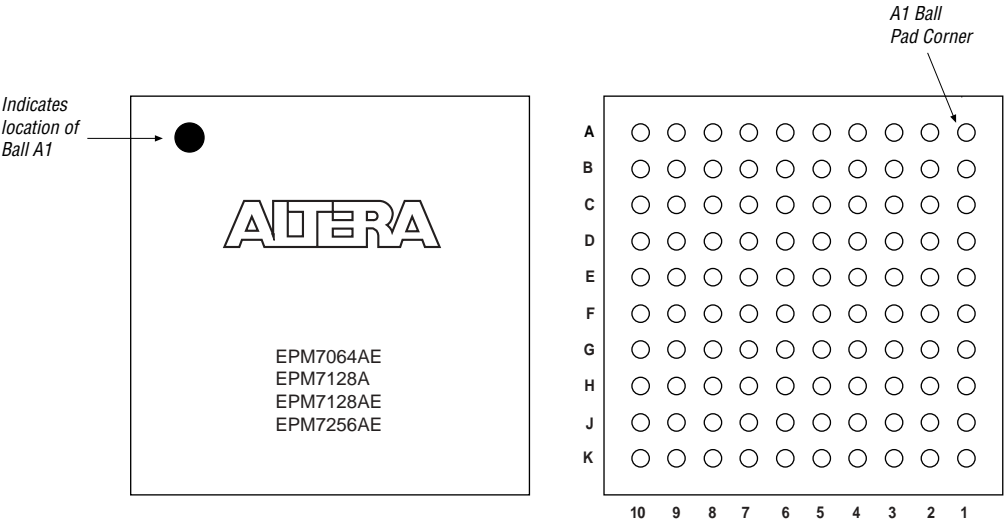 A1 Ball
Pad Corner
Indicates
location of
Ball A1
ALTERA
EPM7064AE
EPM7128A
EPM7128AE
EPM7256AE
A
B
C
D
E
F
G
H
J
K
10 9 8 7 6 5 4 3 2 1